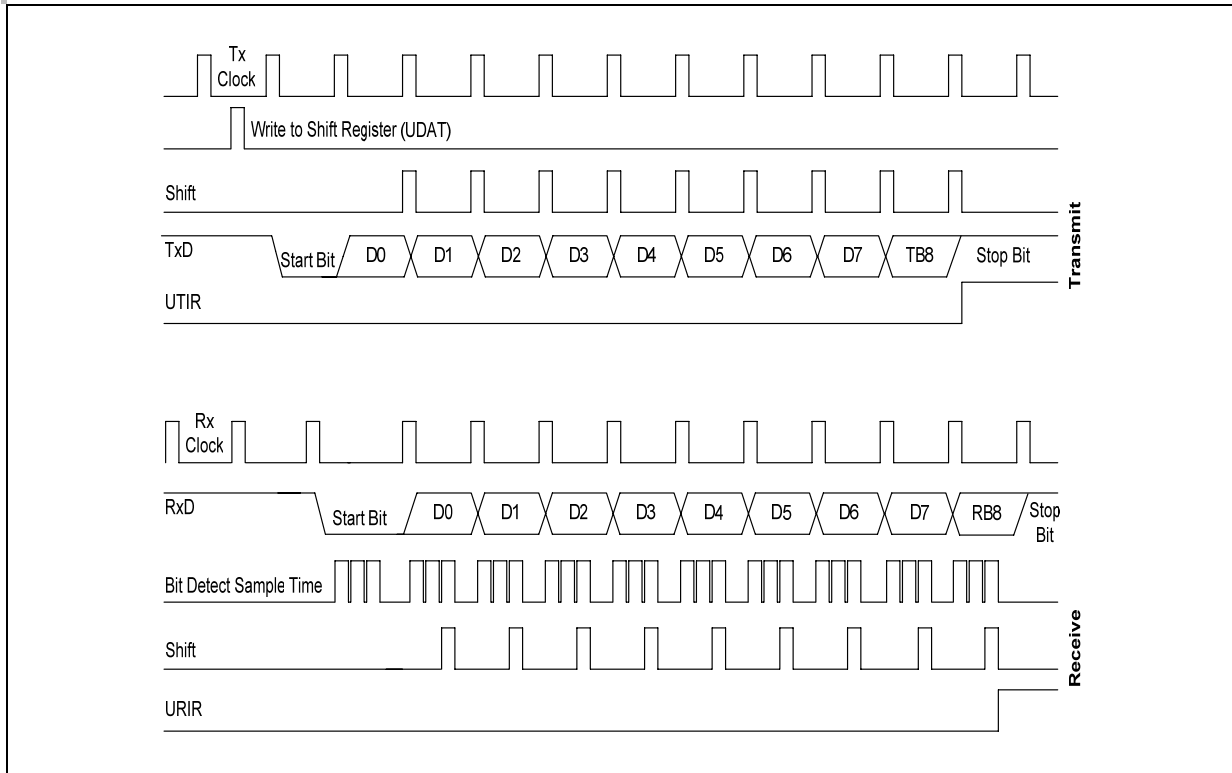 Tx
Clock
Write to Shift Register (UDAT)
Shift
TxD
Start Bit D0 D1 D2 D3 D4 D5 D6 D7 TB8 Stop Bit
UTIR
Transmit
Rx
Clock
RxD
Start Bit D0 D1 D2 D3 D4 D5 D6 D7 RB8 Stop
Bit
Bit Detect Sample Time
Shift
URIR
Receive